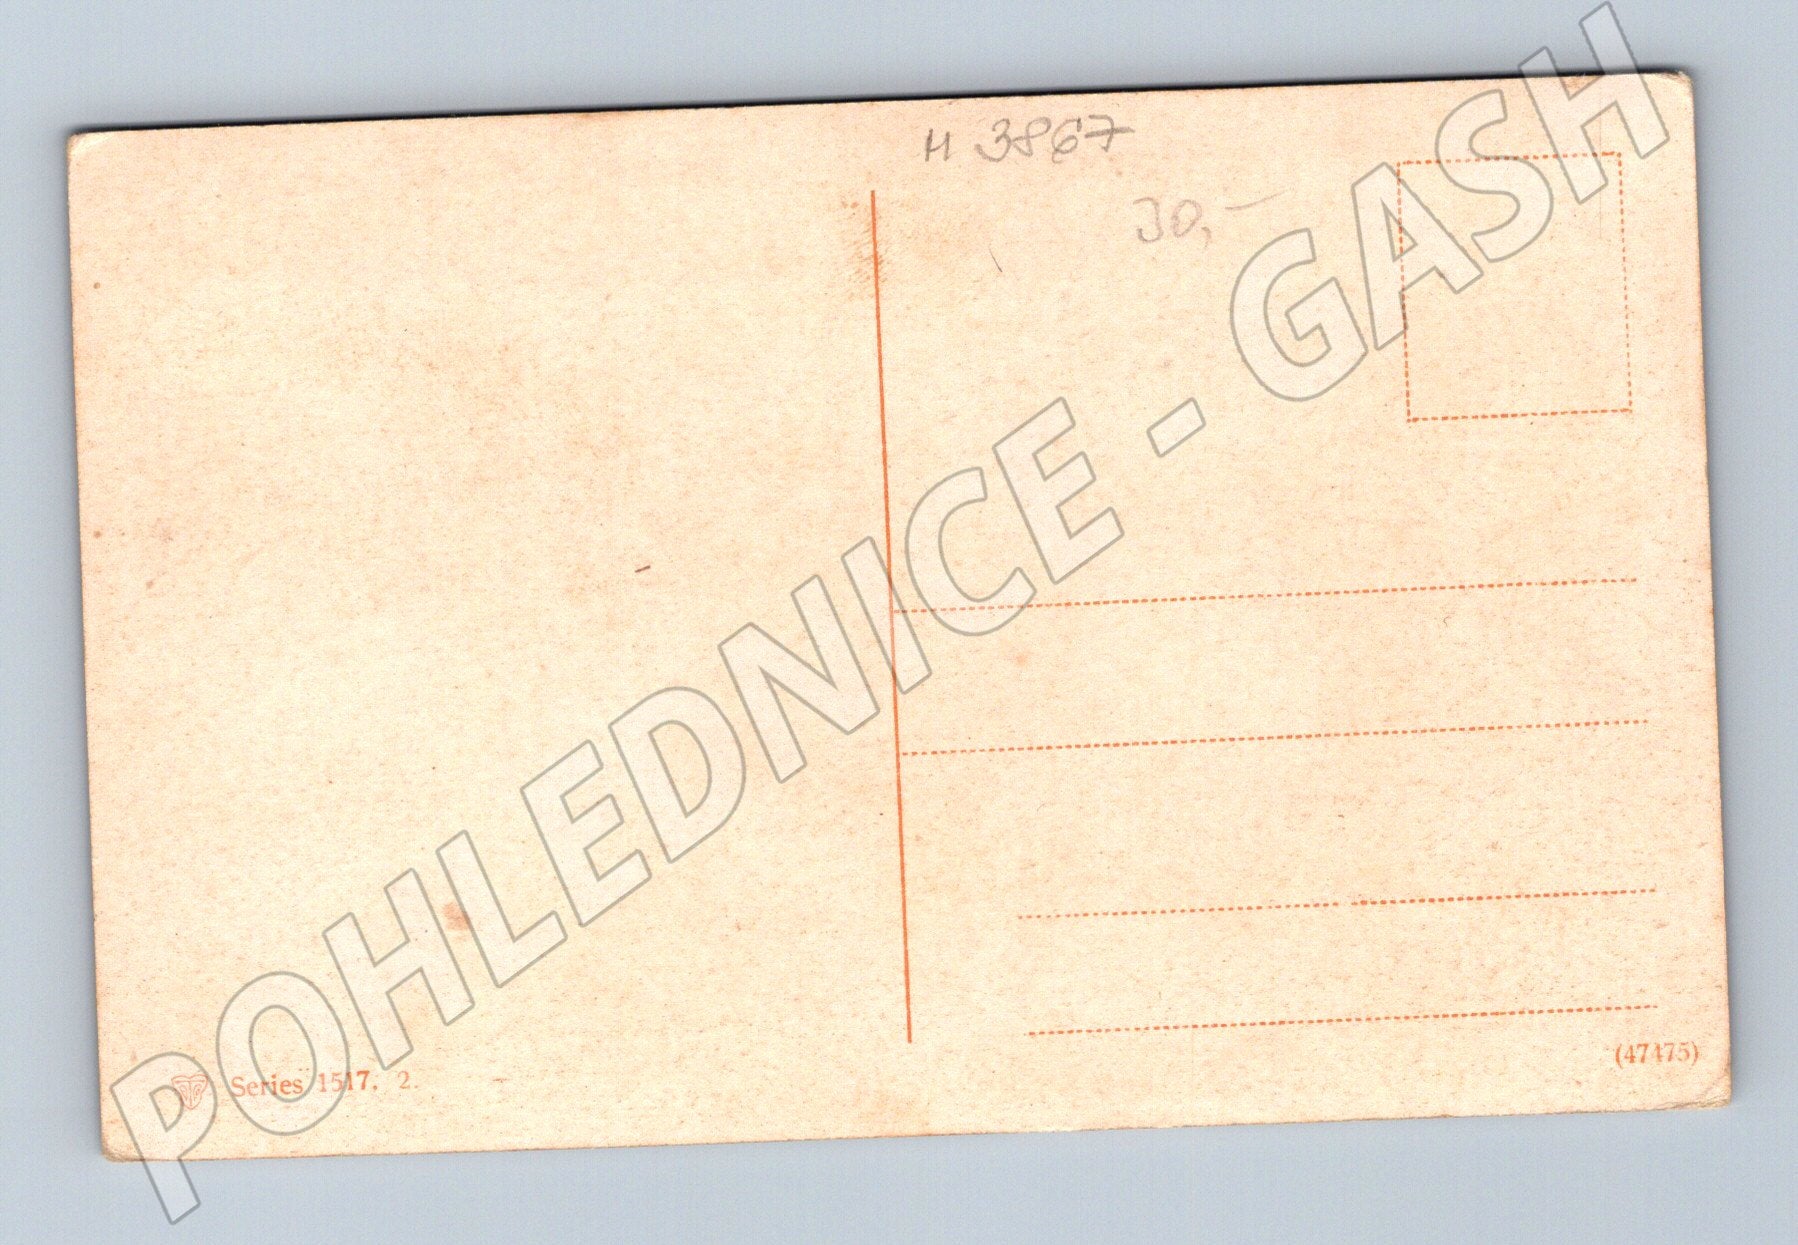 H 3867
30,-
POHLEDNICE - GASH
Series 1517. 2.
(47475)